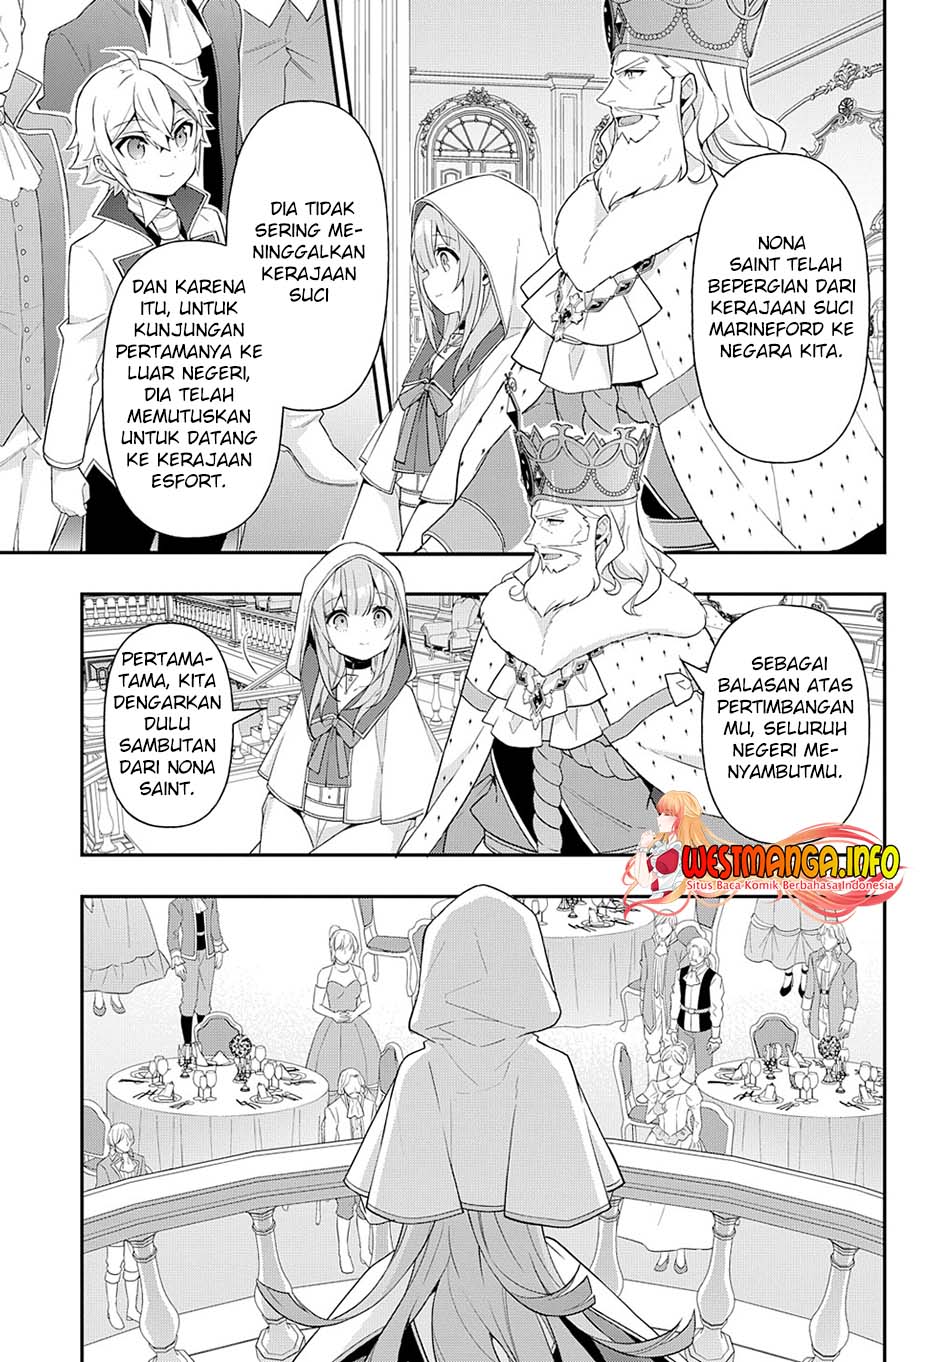 NONA
SAINT TELAH
BEPERGIAN DARI
KERAJAAN SUCI
MARINEFORD KE
NEGARA KITA.
DIA TIDAK
SERING ME-
NINGGALKAN
KERAJAAN
SUCI
DAN KARENA
ITU, UNTUK
KUNJUNGAN
PERTAMANYA KE
LUAR NEGERI,
DIA TELAH
MEMUTUSKAN
UNTUK DATANG
KE KERAJAAN
ESFORT.
SEBAGAI
BALASAN ATAS
PERTIMBANGAN
MU, SELURUH
NEGERI ME-
NYAMBUTMU.
PERTAMA-
TAMA, KITA
DENGARKAN
DULU
SAMBUTAN
DARI NONA
SAINT.
WESTMANGA.INFO
Situs Baca Komik Berbahasa Indonesia